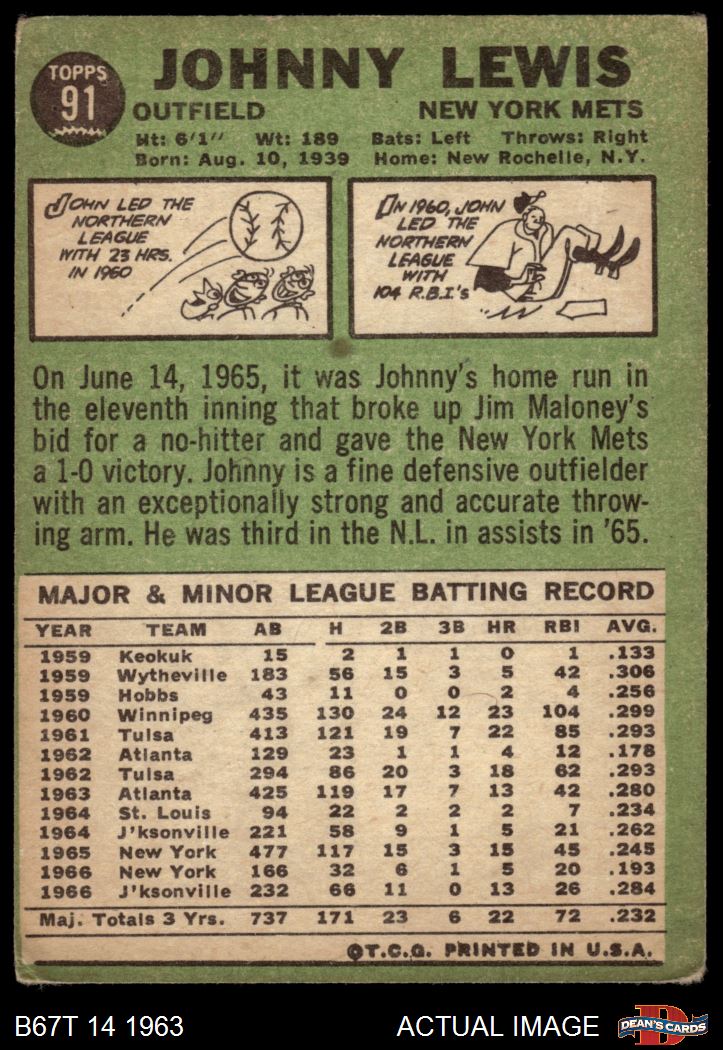 TOPPS
91
JOHNNY LEWIS
OUTFIELD NEW YORK METS
Ht: 6'1" Wt: 189 Bats: Left Throws: Right
Born: Aug. 10, 1939 Home: New Rochelle, N.Y.
JOHN LED THE
NORTHERN
LEAGUE
WITH 23 HRS.
IN 1960
IN 1960, JOHN
LED THE
NORTHERN
LEAGUE
WITH
104 R.B.I.'s
On June 14, 1965, it was Johnny's home run in
the eleventh inning that broke up Jim Maloney's
bid for a no-hitter and gave the New York Mets
a 1-0 victory. Johnny is a fine defensive outfielder
with an exceptionally strong and accurate throw-
ing arm. He was third in the N.L. in assists in '65.
MAJOR & MINOR LEAGUE BATTING RECORD
YEAR TEAM AB H 2B 3B HR RBI AVG.
1959 Keokuk 15 2 1 1 0 1 .133
1959 Wytheville 183 56 15 3 5 42 .306
1959 Hobbs 43 11 0 0 2 4 .256
1960 Winnipeg 435 130 24 12 23 104 .299
1961 Tulsa 413 121 19 7 22 85 .293
1962 Atlanta 129 23 1 1 4 12 .178
1962 Tulsa 294 86 20 3 18 62 .293
1963 Atlanta 425 119 17 7 13 42 .280
1964 St. Louis 94 22 2 2 2 7 .234
1964 J'ksonville 221 58 9 1 5 21 .262
1965 New York 477 117 15 3 15 45 .245
1966 New York 166 32 6 1 5 20 .193
1966 J'ksonville 232 66 11 0 13 26 .284
Maj. Totals 3 Yrs. 737 171 23 6 22 72 .232
©T.C.G. PRINTED IN U.S.A.
B67T 14 1963 ACTUAL IMAGE
D
DEAN'S CARDS